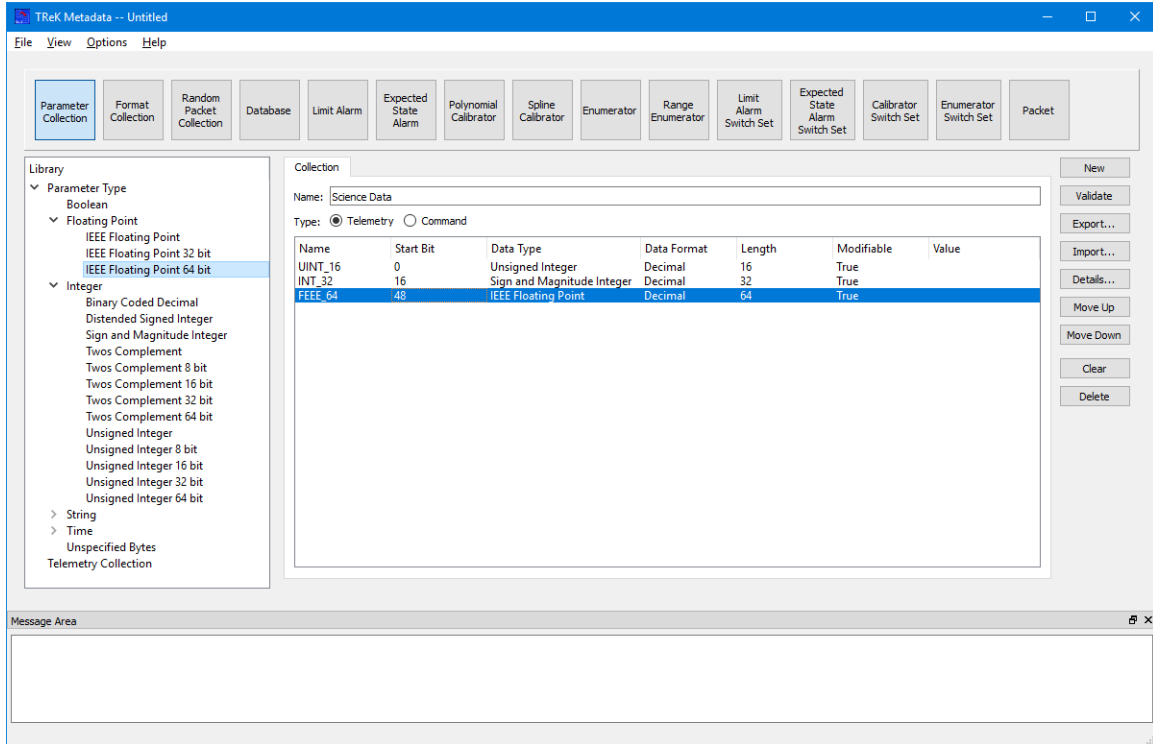 TReK Metadata -- Untitled
File View Options Help
Parameter Collection
Format Collection
Random Packet Collection
Database
Limit Alarm
Expected State Alarm
Polynomial Calibrator
Spline Calibrator
Enumerator
Range Enumerator
Limit Alarm Switch Set
Expected State Alarm Switch Set
Calibrator Switch Set
Enumerator Switch Set
Packet
Library
Parameter Type
Boolean
Floating Point
IEEE Floating Point
IEEE Floating Point 32 bit
IEEE Floating Point 64 bit
Integer
Binary Coded Decimal
Distended Signed Integer
Sign and Magnitude Integer
Twos Complement
Twos Complement 8 bit
Twos Complement 16 bit
Twos Complement 32 bit
Twos Complement 64 bit
Unsigned Integer
Unsigned Integer 8 bit
Unsigned Integer 16 bit
Unsigned Integer 32 bit
Unsigned Integer 64 bit
String
Time
Unspecified Bytes
Telemetry Collection
Collection
Name: Science Data
Type: Telemetry Command
Name Start Bit Data Type Data Format Length Modifiable Value
UINT_16 0 Unsigned Integer Decimal 16 True
INT_32 16 Sign and Magnitude Integer Decimal 32 True
FEEE_64 48 IEEE Floating Point Decimal 64 True
New
Validate
Export...
Import...
Details...
Move Up
Move Down
Clear
Delete
Message Area